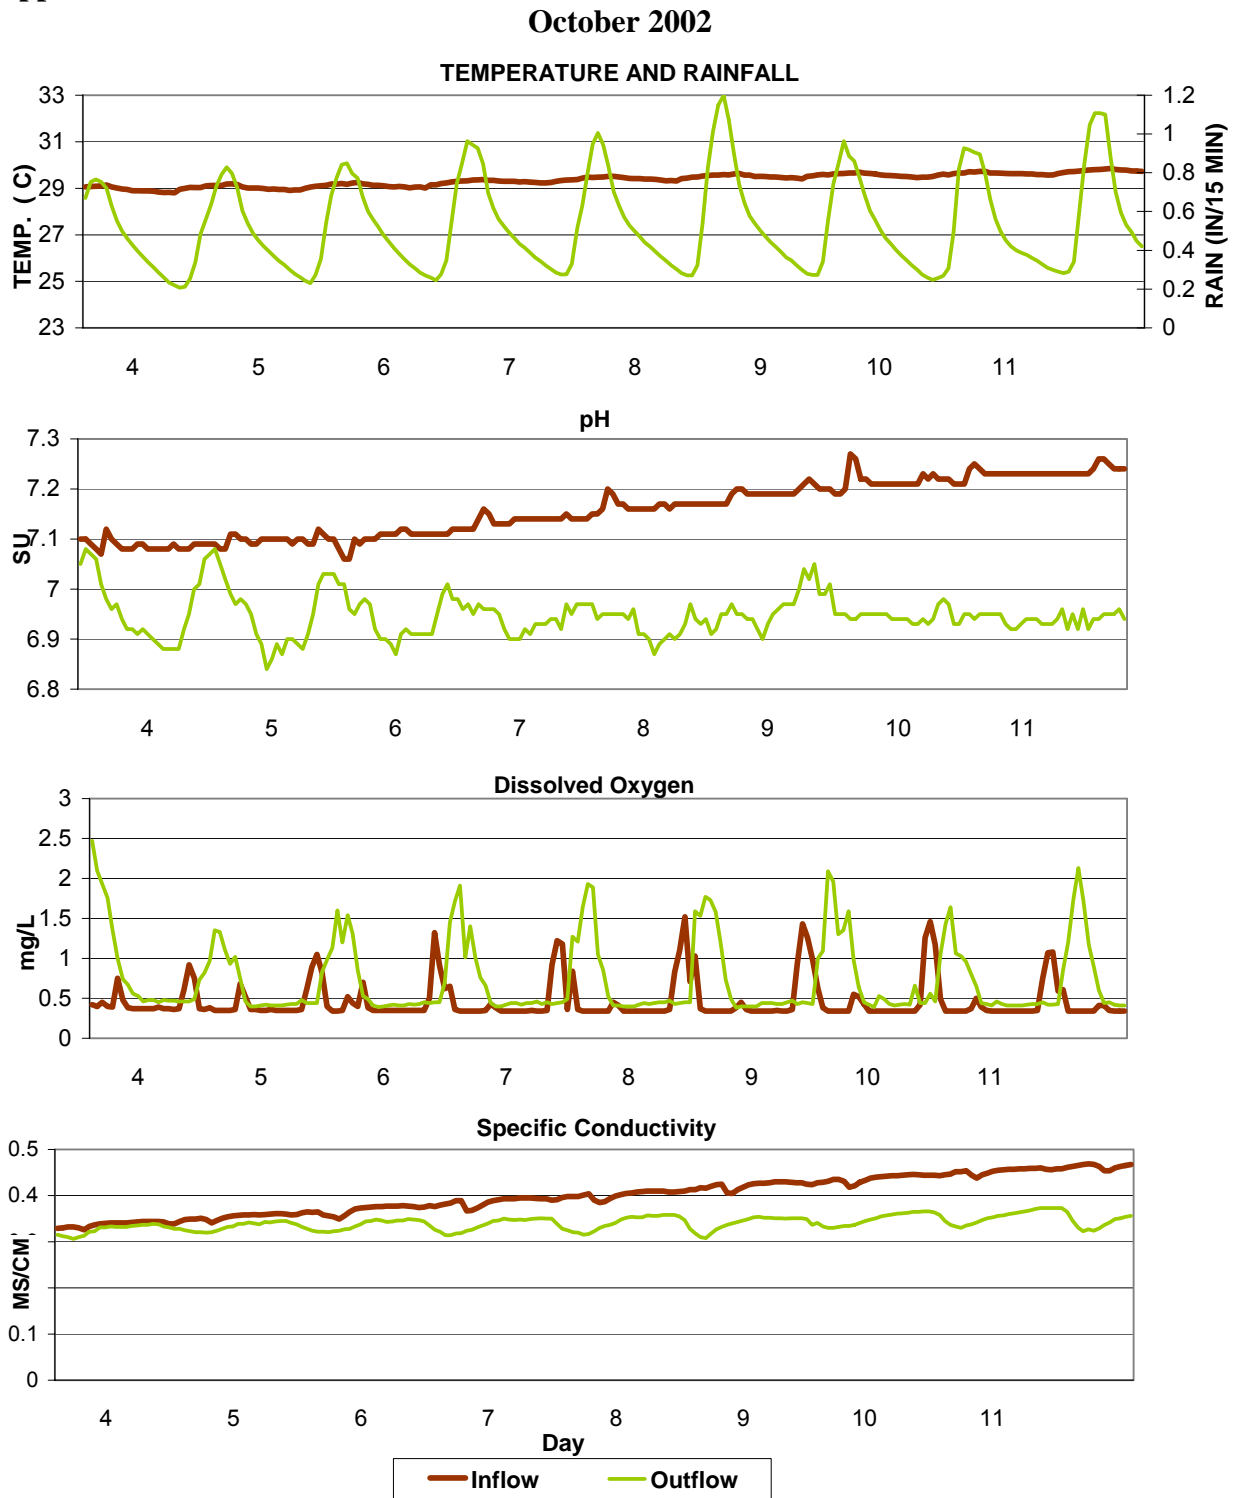 October 2002
TEMPERATURE AND RAINFALL
33
31
29
27
25
23
TEMP. ( C)
1.2
1
0.8
0.6
0.4
0.2
0
RAIN (IN/15 MIN)
4 5 6 7 8 9 10 11
pH
7.3
7.2
7.1
7
6.9
6.8
SU
4 5 6 7 8 9 10 11
Dissolved Oxygen
3
2.5
2
1.5
1
0.5
0
mg/L
4 5 6 7 8 9 10 11
Specific Conductivity
0.5
0.4
0.1
0
MS/CM
4 5 6 7 8 9 10 11
Day
Inflow Outflow